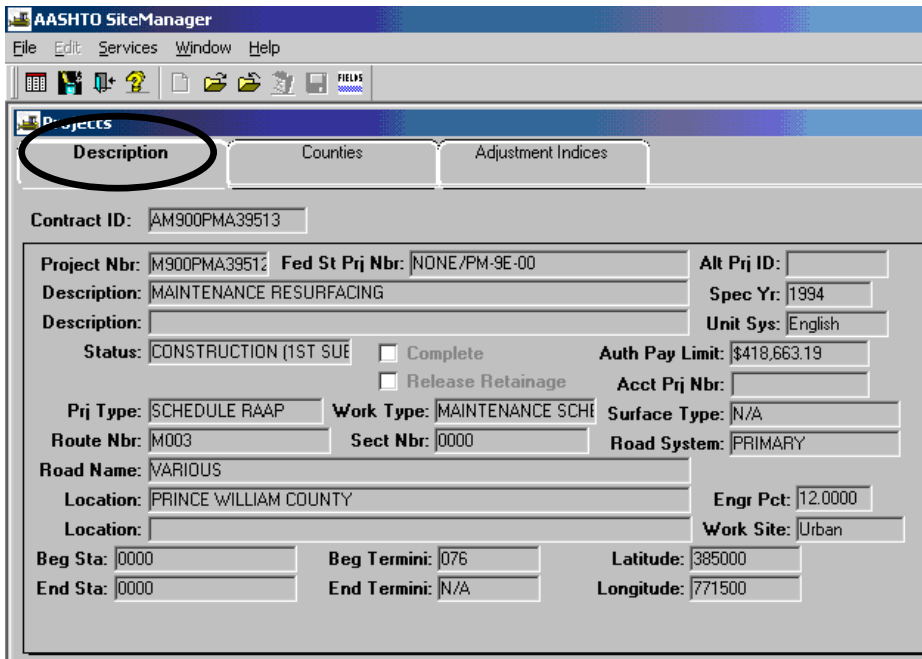 AASHTO SiteManager
File Edit Services Window Help
FIELDS
Projects
Description Counties Adjustment Indices
Contract ID: AM900PMA39513
Project Nbr: M900PMA39512 Fed St Prj Nbr: NONE/PM-9E-00 Alt Prj ID:
Description: MAINTENANCE RESURFACING Spec Yr: 1994
Description: Unit Sys: English
Status: CONSTRUCTION (1ST SUB Complete Auth Pay Limit: $418,663.19
Release Retainage Acct Prj Nbr:
Prj Type: SCHEDULE RAAP Work Type: MAINTENANCE SCHE Surface Type: N/A
Route Nbr: M003 Sect Nbr: 0000 Road System: PRIMARY
Road Name: VARIOUS
Location: PRINCE WILLIAM COUNTY Engr Pct: 12.0000
Location: Work Site: Urban
Beg Sta: 0000 Beg Termini: 076 Latitude: 385000
End Sta: 0000 End Termini: N/A Longitude: 771500